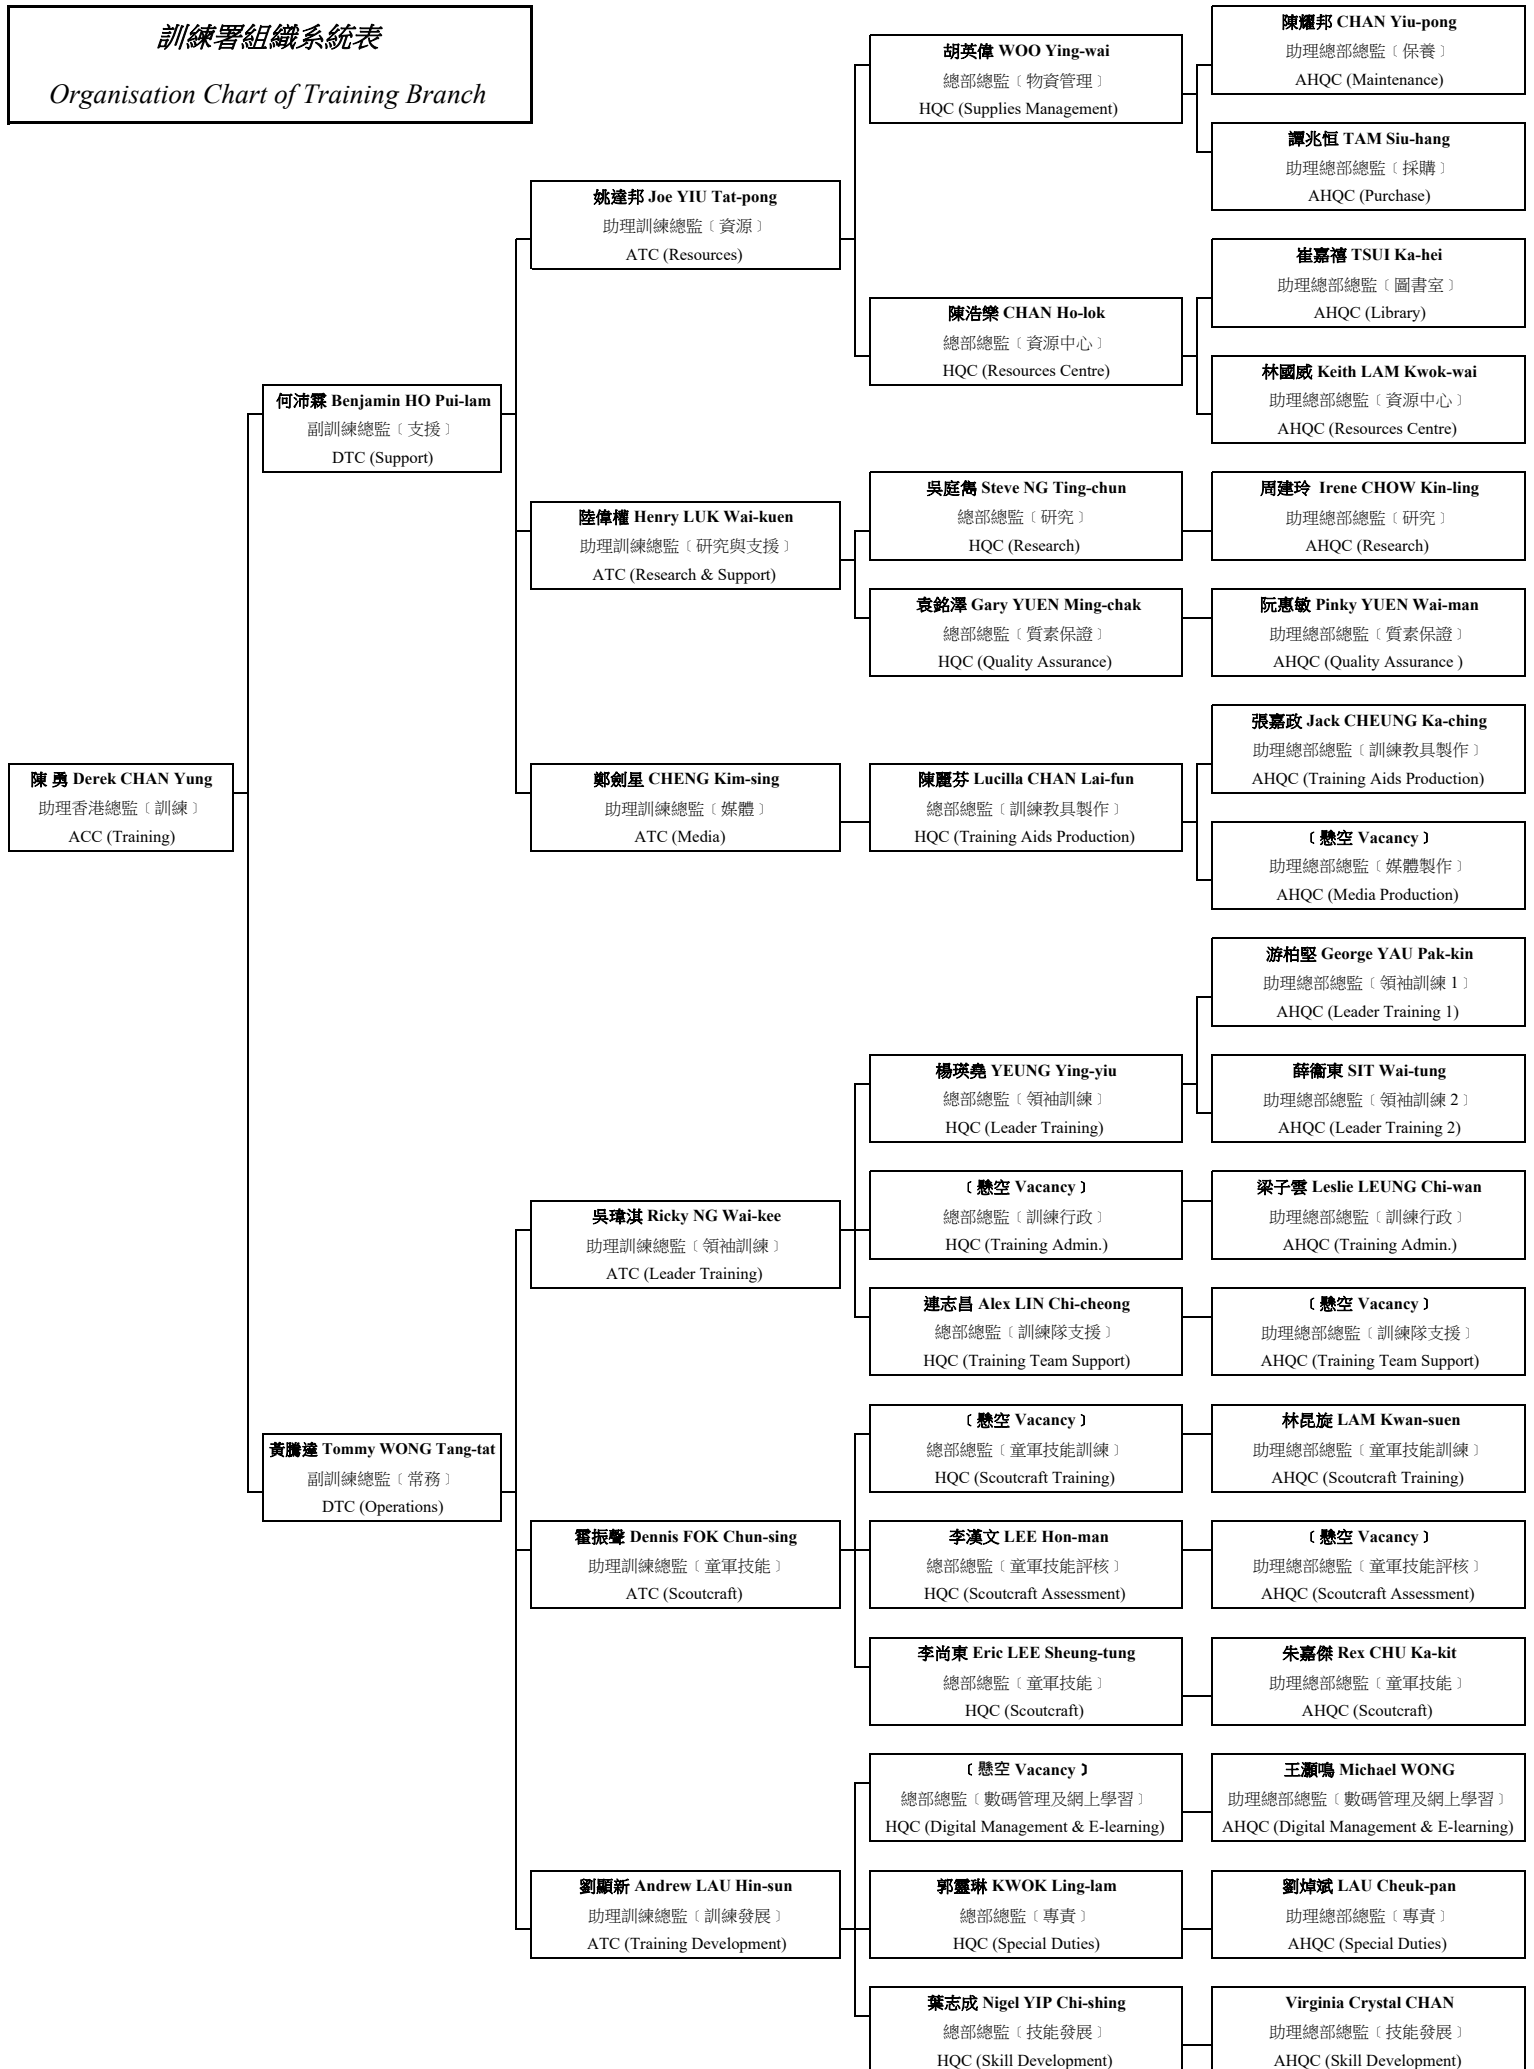 訓練署組織系統表
Organisation Chart of Training Branch
陳 勇 Derek CHAN Yung
助理香港總監﹝訓練﹞
ACC (Training)
何沛霖 Benjamin HO Pui-lam
副訓練總監﹝支援﹞
DTC (Support)
姚達邦 Joe YIU Tat-pong
助理訓練總監﹝資源﹞
ATC (Resources)
胡英偉 WOO Ying-wai
總部總監﹝物資管理﹞
HQC (Supplies Management)
陳耀邦 CHAN Yiu-pong
助理總部總監﹝保養﹞
AHQC (Maintenance)
譚兆恒 TAM Siu-hang
助理總部總監﹝採購﹞
AHQC (Purchase)
陳浩樂 CHAN Ho-lok
總部總監﹝資源中心﹞
HQC (Resources Centre)
崔嘉禧 TSUI Ka-hei
助理總部總監﹝圖書室﹞
AHQC (Library)
林國威 Keith LAM Kwok-wai
助理總部總監﹝資源中心﹞
AHQC (Resources Centre)
陸偉權 Henry LUK Wai-kuen
助理訓練總監﹝研究與支援﹞
ATC (Research & Support)
吳庭雋 Steve NG Ting-chun
總部總監﹝研究﹞
HQC (Research)
周建玲 Irene CHOW Kin-ling
助理總部總監﹝研究﹞
AHQC (Research)
袁銘澤 Gary YUEN Ming-chak
總部總監﹝質素保證﹞
HQC (Quality Assurance)
阮惠敏 Pinky YUEN Wai-man
助理總部總監﹝質素保證﹞
AHQC (Quality Assurance )
鄭劍星 CHENG Kim-sing
助理訓練總監﹝媒體﹞
ATC (Media)
陳麗芬 Lucilla CHAN Lai-fun
總部總監﹝訓練教具製作﹞
HQC (Training Aids Production)
張嘉政 Jack CHEUNG Ka-ching
助理總部總監﹝訓練教具製作﹞
AHQC (Training Aids Production)
﹝懸空 Vacancy﹞
助理總部總監﹝媒體製作﹞
AHQC (Media Production)
黃騰達 Tommy WONG Tang-tat
副訓練總監﹝常務﹞
DTC (Operations)
吳瑋淇 Ricky NG Wai-kee
助理訓練總監﹝領袖訓練﹞
ATC (Leader Training)
楊瑛堯 YEUNG Ying-yiu
總部總監﹝領袖訓練﹞
HQC (Leader Training)
游柏堅 George YAU Pak-kin
助理總部總監﹝領袖訓練 1﹞
AHQC (Leader Training 1)
薛衞東 SIT Wai-tung
助理總部總監﹝領袖訓練 2﹞
AHQC (Leader Training 2)
﹝懸空 Vacancy﹞
總部總監﹝訓練行政﹞
HQC (Training Admin.)
梁子雲 Leslie LEUNG Chi-wan
助理總部總監﹝訓練行政﹞
AHQC (Training Admin.)
連志昌 Alex LIN Chi-cheong
總部總監﹝訓練隊支援﹞
HQC (Training Team Support)
﹝懸空 Vacancy﹞
助理總部總監﹝訓練隊支援﹞
AHQC (Training Team Support)
霍振聲 Dennis FOK Chun-sing
助理訓練總監﹝童軍技能﹞
ATC (Scoutcraft)
﹝懸空 Vacancy﹞
總部總監﹝童軍技能訓練﹞
HQC (Scoutcraft Training)
林昆旋 LAM Kwan-suen
助理總部總監﹝童軍技能訓練﹞
AHQC (Scoutcraft Training)
李漢文 LEE Hon-man
總部總監﹝童軍技能評核﹞
HQC (Scoutcraft Assessment)
﹝懸空 Vacancy﹞
助理總部總監﹝童軍技能評核﹞
AHQC (Scoutcraft Assessment)
李尚東 Eric LEE Sheung-tung
總部總監﹝童軍技能﹞
HQC (Scoutcraft)
朱嘉傑 Rex CHU Ka-kit
助理總部總監﹝童軍技能﹞
AHQC (Scoutcraft)
劉顯新 Andrew LAU Hin-sun
助理訓練總監﹝訓練發展﹞
ATC (Training Development)
﹝懸空 Vacancy﹞
總部總監﹝數碼管理及網上學習﹞
HQC (Digital Management & E-learning)
王灝鳴 Michael WONG
助理總部總監﹝數碼管理及網上學習﹞
AHQC (Digital Management & E-learning)
郭靈琳 KWOK Ling-lam
總部總監﹝專責﹞
HQC (Special Duties)
劉焯斌 LAU Cheuk-pan
助理總部總監﹝專責﹞
AHQC (Special Duties)
葉志成 Nigel YIP Chi-shing
總部總監﹝技能發展﹞
HQC (Skill Development)
Virginia Crystal CHAN
助理總部總監﹝技能發展﹞
AHQC (Skill Development)